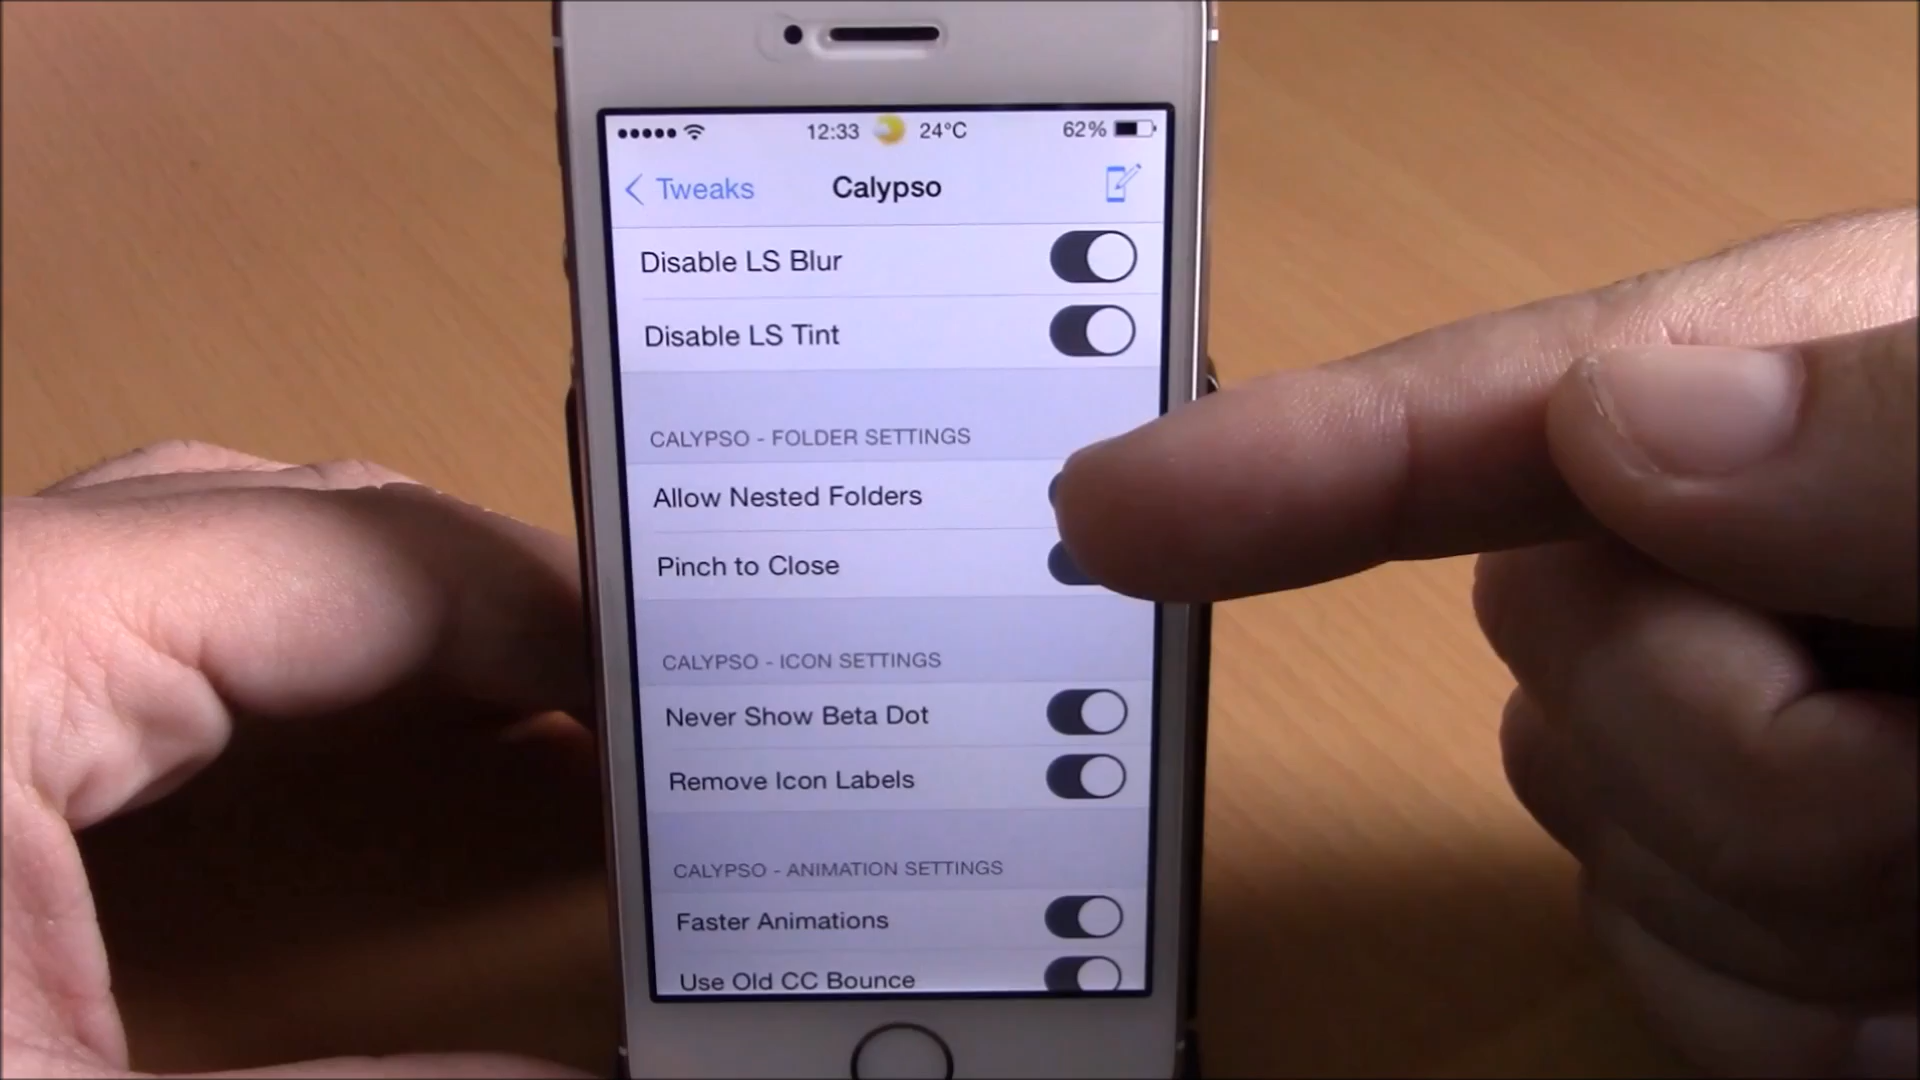 12:33 24°C 62%
Tweaks Calypso
Disable LS Blur
Disable LS Tint
CALYPSO - FOLDER SETTINGS
Allow Nested Folders
Pinch to Close
CALYPSO - ICON SETTINGS
Never Show Beta Dot
Remove Icon Labels
CALYPSO - ANIMATION SETTINGS
Faster Animations
Use Old CC Bounce